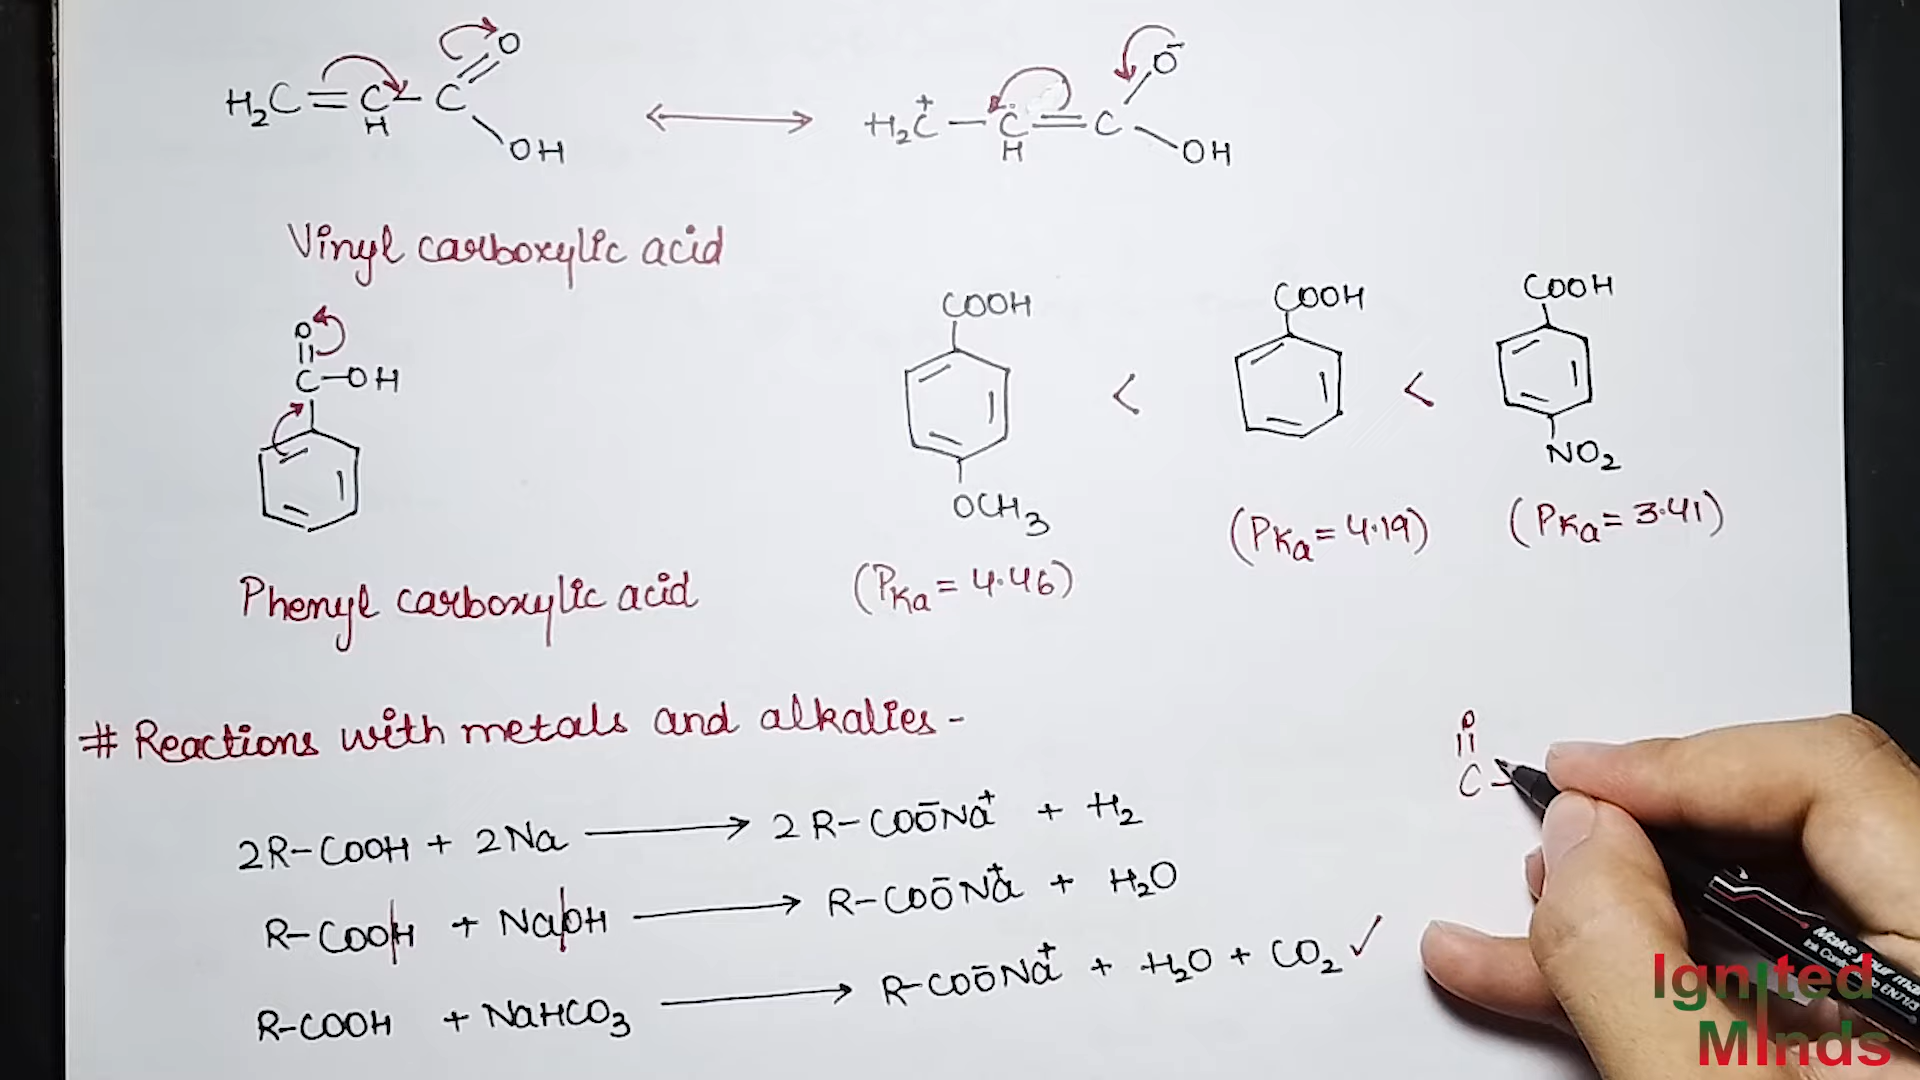 H₂C=CH-C(=O)OH ⟷ H₂C⁺-CH=C(O⁻)OH
Vinyl carboxylic acid
O
C-OH
Phenyl carboxylic acid
COOH < COOH < COOH
OCH₃ NO₂
(PKa = 4.46) (PKa = 4.19) (PKa = 3.41)
# Reactions with metals and alkalies -
2R-COOH + 2Na ⟶ 2R-COO⁻Na⁺ + H₂
R-COOH + NaOH ⟶ R-COO⁻Na⁺ + H₂O
R-COOH + NaHCO₃ ⟶ R-COO⁻Na⁺ + H₂O + CO₂ ✓
O
C-
Ignited
Minds